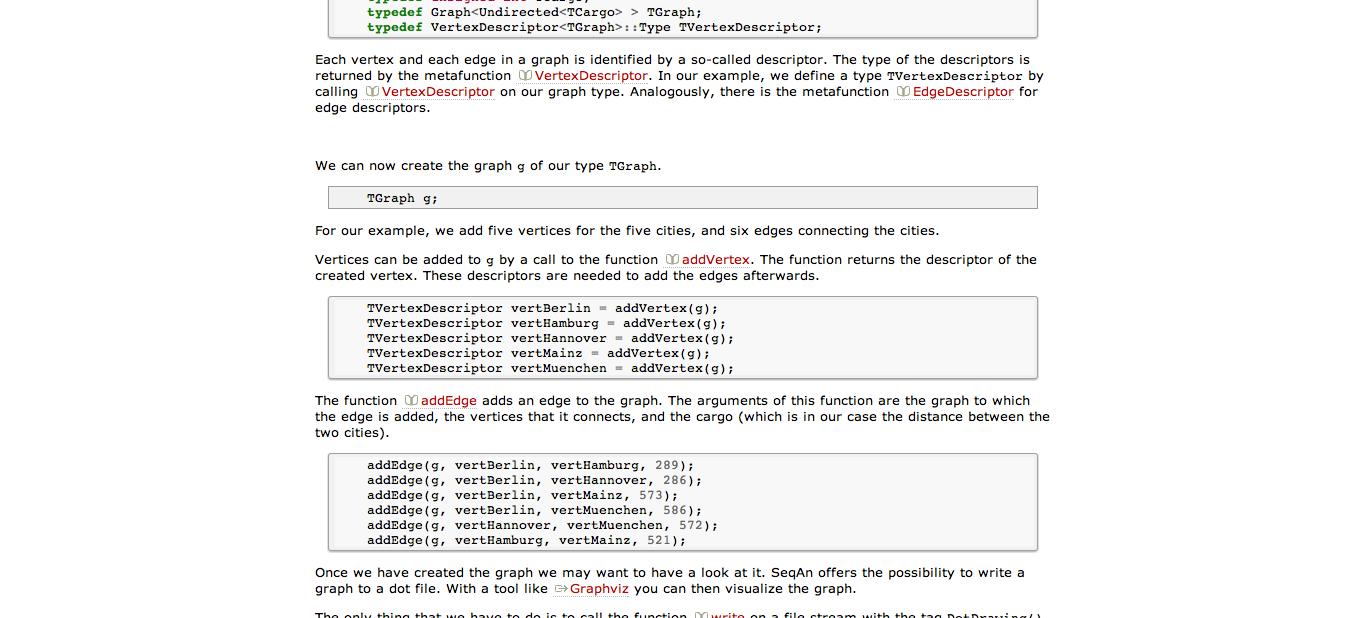 typedef Graph<Undirected<TCargo> > TGraph;
typedef VertexDescriptor<TGraph>::Type TVertexDescriptor;
Each vertex and each edge in a graph is identified by a so-called descriptor. The type of the descriptors is
returned by the metafunction VertexDescriptor. In our example, we define a type TVertexDescriptor by
calling VertexDescriptor on our graph type. Analogously, there is the metafunction EdgeDescriptor for
edge descriptors.
We can now create the graph g of our type TGraph.
TGraph g;
For our example, we add five vertices for the five cities, and six edges connecting the cities.
Vertices can be added to g by a call to the function addVertex. The function returns the descriptor of the
created vertex. These descriptors are needed to add the edges afterwards.
TVertexDescriptor vertBerlin = addVertex(g);
TVertexDescriptor vertHamburg = addVertex(g);
TVertexDescriptor vertHannover = addVertex(g);
TVertexDescriptor vertMainz = addVertex(g);
TVertexDescriptor vertMuenchen = addVertex(g);
The function addEdge adds an edge to the graph. The arguments of this function are the graph to which
the edge is added, the vertices that it connects, and the cargo (which is in our case the distance between the
two cities).
addEdge(g, vertBerlin, vertHamburg, 289);
addEdge(g, vertBerlin, vertHannover, 286);
addEdge(g, vertBerlin, vertMainz, 573);
addEdge(g, vertBerlin, vertMuenchen, 586);
addEdge(g, vertHannover, vertMuenchen, 572);
addEdge(g, vertHamburg, vertMainz, 521);
Once we have created the graph we may want to have a look at it. SeqAn offers the possibility to write a
graph to a dot file. With a tool like Graphviz you can then visualize the graph.
The only thing that we have to do is to call the function write on a file stream with the tag DotDrawing()